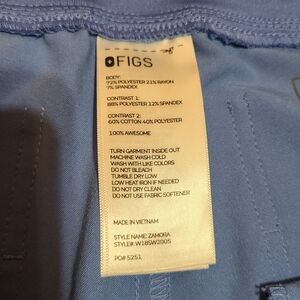 FIGS
BODY:
72% POLYESTER 21% RAYON
7% SPANDEX
CONTRAST 1:
88% POLYESTER 12% SPANDEX
CONTRAST 2:
60% COTTON 40% POLYESTER
100% AWESOME
TURN GARMENT INSIDE OUT
MACHINE WASH COLD
WASH WITH LIKE COLORS
DO NOT BLEACH
TUMBLE DRY LOW
LOW HEAT IRON IF NEEDED
DO NOT DRY CLEAN
DO NOT USE FABRIC SOFTENER
MADE IN VIETNAM
STYLE NAME: ZAMORA
STYLE#: W18SW2005
PO# 5251